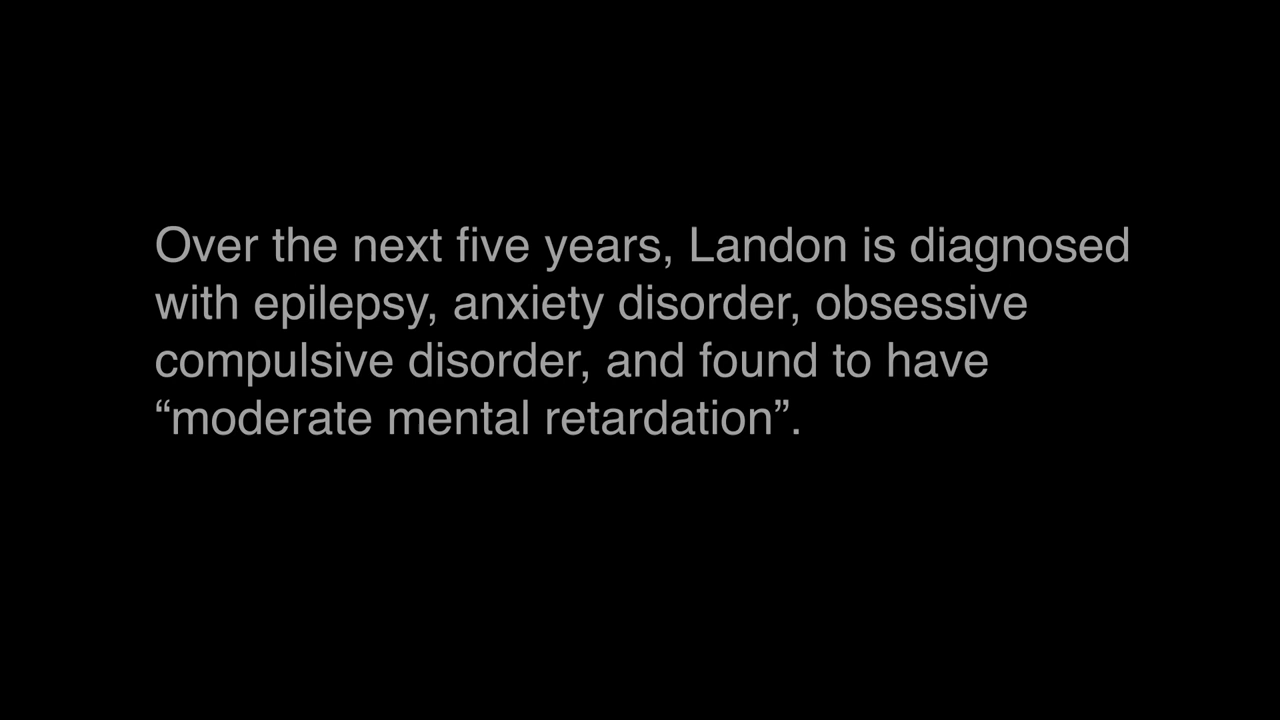 Over the next five years, Landon is diagnosed
with epilepsy, anxiety disorder, obsessive
compulsive disorder, and found to have
“moderate mental retardation”.